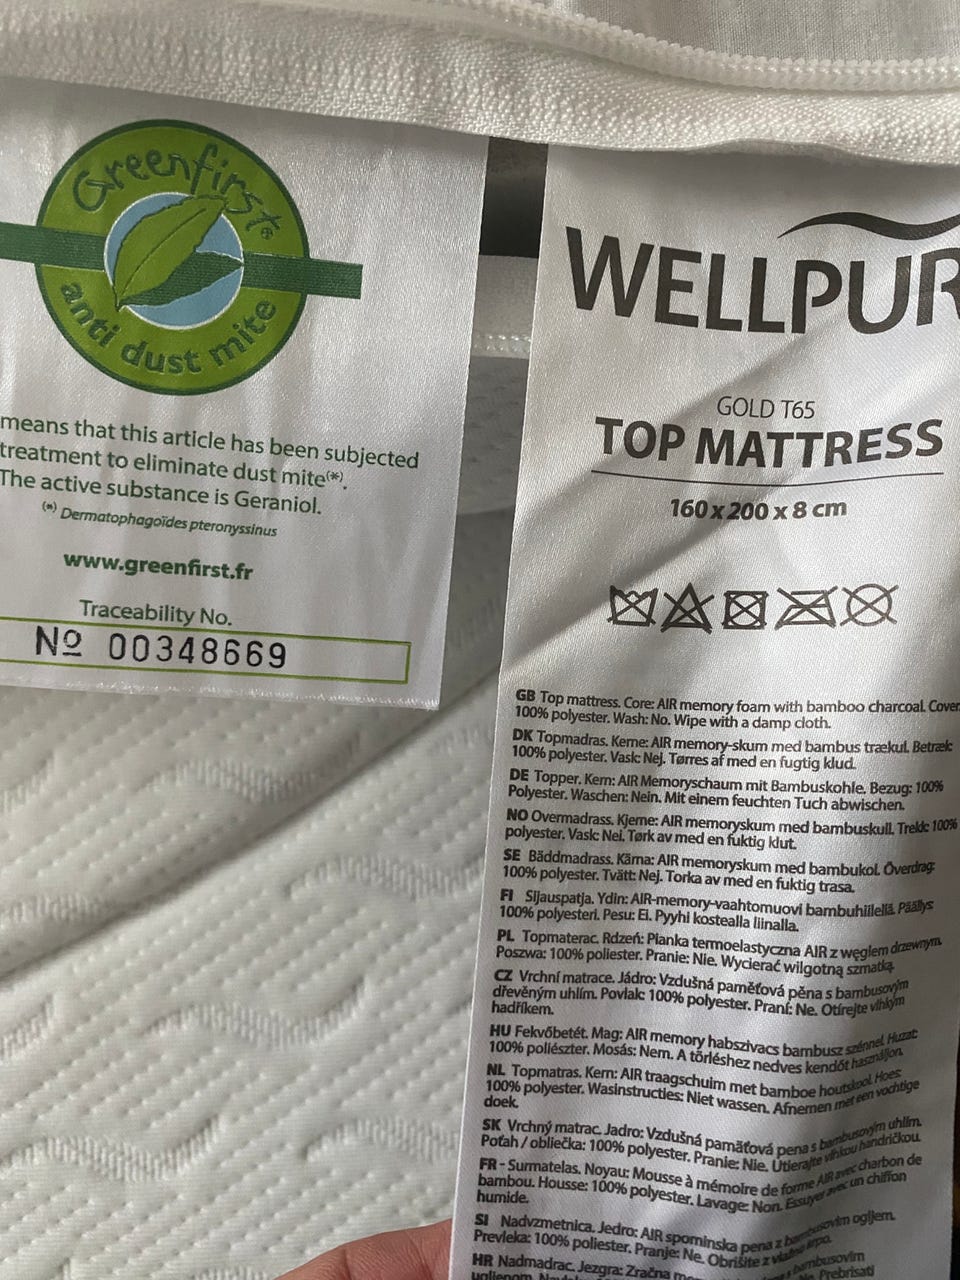 Greenfirst®
anti dust mite
means that this article has been subjected
treatment to eliminate dust mite(*).
The active substance is Geraniol.
(*) Dermatophagoïdes pteronyssinus
www.greenfirst.fr
Traceability No.
Nº 00348669
WELLPUR
GOLD T65
TOP MATTRESS
160 x 200 x 8 cm
GB Top mattress. Core: AIR memory foam with bamboo charcoal. Cover:
100% polyester. Wash: No. Wipe with a damp cloth.
DK Topmadras. Kerne: AIR memory-skum med bambus trækul. Betræk:
100% polyester. Vask: Nej. Tørres af med en fugtig klud.
DE Topper. Kern: AIR Memoryschaum mit Bambuskohle. Bezug: 100%
Polyester. Waschen: Nein. Mit einem feuchten Tuch abwischen.
NO Overmadrass. Kjerne: AIR memoryskum med bambuskull. Trekk: 100%
polyester. Vask: Nei. Tørk av med en fuktig klut.
SE Bäddmadrass. Kärna: AIR memoryskum med bambukol. Överdrag:
100% polyester. Tvätt: Nej. Torka av med en fuktig trasa.
FI Sijauspatja. Ydin: AIR-memory-vaahtomuovi bambuhiilellä. Päällys:
100% polyesteri. Pesu: Ei. Pyyhi kostealla liinalla.
PL Topmaterac. Rdzeń: Pianka termoelastyczna AIR z węglem drzewnym.
Poszwa: 100% poliester. Pranie: Nie. Wycierać wilgotną szmatką.
CZ Vrchní matrace. Jádro: Vzdušná paměťová pěna s bambusovým
dřevěným uhlím. Povlak: 100% polyester. Praní: Ne. Otírejte vlhkým
hadříkem.
HU Fekvőbetét. Mag: AIR memory habszivacs bambusz szénnel. Huzat:
100% poliészter. Mosás: Nem. A törléshez nedves kendőt használjon.
NL Topmatras. Kern: AIR traagschuim met bamboe houtskool. Hoes:
100% polyester. Wasinstructies: Niet wassen. Afnemen met een vochtige
doek.
SK Vrchný matrac. Jadro: Vzdušná pamäťová pena s bambusovým uhlím.
Poťah / obliečka: 100% polyester. Pranie: Nie. Utierajte vlhkou handričkou.
FR - Surmatelas. Noyau: Mousse à mémoire de forme AIR avec charbon de
bambou. Housse: 100% polyester. Lavage: Non. Essuyer avec un chiffon
humide.
SI Nadvzmetnica. Jedro: AIR spominska pena z bambusovim ogljem.
Prevleka: 100% poliester. Pranje: Ne. Obrišite z vlažno krpo.
HR Nadmadrac. Jezgra: Zračna bambusovim
ugljenom. Prebrisati